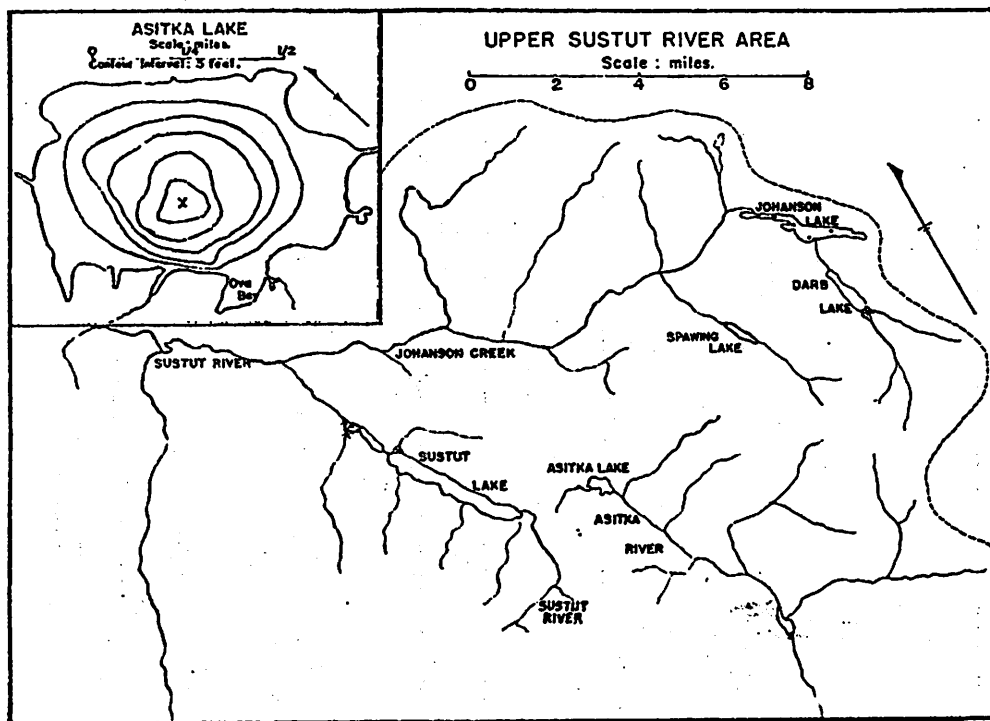 ASITKA LAKE
Scale: miles.
0 1/4 1/2
Contour Interval: 5 feet.
X
Ova
Bay
UPPER SUSTUT RIVER AREA
Scale : miles.
0 2 4 6 8
JOHANSON
LAKE
DARB
LAKE
SPAWING
LAKE
JOHANSON CREEK
SUSTUT RIVER
SUSTUT
LAKE
ASITKA LAKE
ASITKA
RIVER
SUSTUT
RIVER